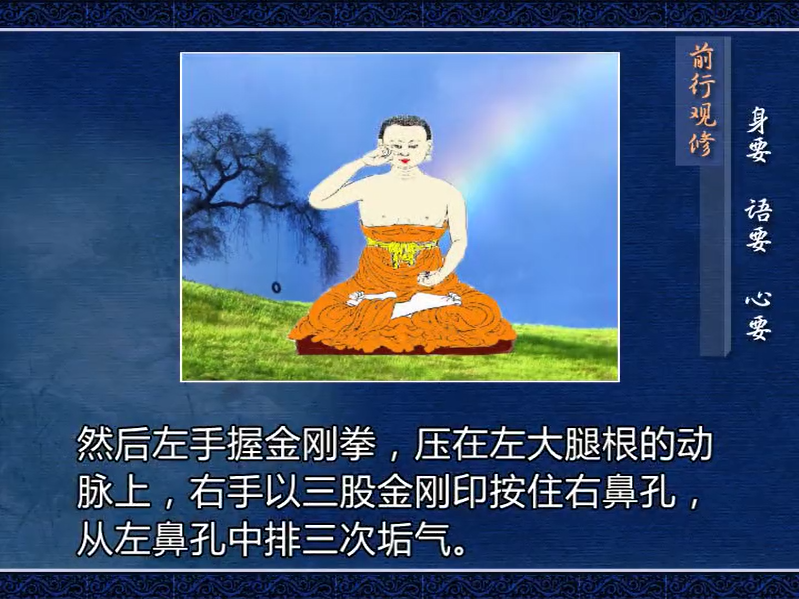 前行观修
身要 语要 心要
然后左手握金刚拳，压在左大腿根的动
脉上，右手以三股金刚印按住右鼻孔，
从左鼻孔中排三次垢气。